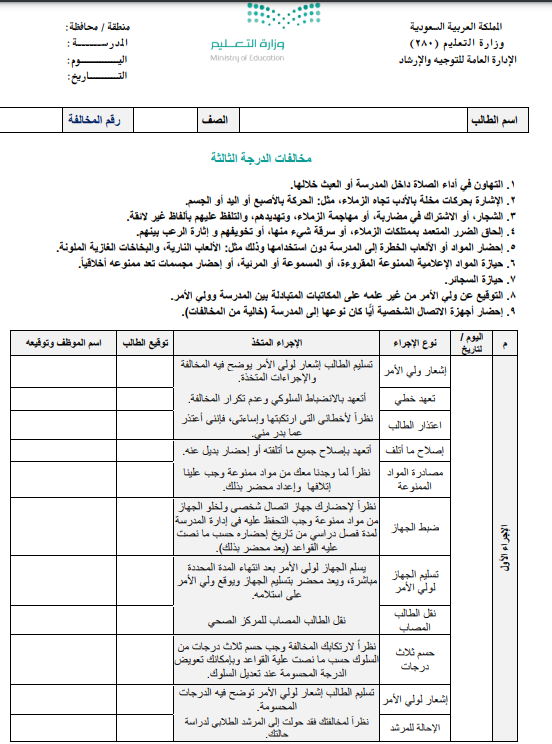 المملكة العربية السعودية
وزارة التعليم (٢٨٠)
الإدارة العامة للتوجيه والإرشاد
وزارة التعليم
Ministry of Education
منطقة / محافظة:
المدرســـــــة:
اليـــــــوم:
التـــــــاريخ:
اسم الطالب
الصف
رقم المخالفة
مخالفات الدرجة الثالثة
١. التهاون في أداء الصلاة داخل المدرسة أو العبث خلالها.
٢. الإشارة بحركات مخلة بالأدب تجاه الزملاء، مثل: الحركة بالأصبع أو اليد أو الجسم.
٣. الشجار، أو الاشتراك في مضاربة، أو مهاجمة الزملاء، وتهديدهم، والتلفظ عليهم بألفاظ غير لائقة.
٤. إلحاق الضرر المتعمد بممتلكات الزملاء، أو سرقة شيء منها، أو تخويفهم و إثارة الرعب بينهم.
٥. إحضار المواد أو الألعاب الخطرة إلى المدرسة دون استخدامها وذلك مثل: الألعاب النارية، والبخاخات الغازية الملونة.
٦. حيازة المواد الإعلامية الممنوعة المقروءة، أو المسموعة أو المرئية، أو إحضار مجسمات تعد ممنوعه أخلاقياً.
٧. حيازة السجائر.
٨. التوقيع عن ولي الأمر من غير علمه على المكاتبات المتبادلة بين المدرسة وولي الأمر.
٩. إحضار أجهزة الاتصال الشخصية أيًا كان نوعها إلى المدرسة (خالية من المخالفات).
م
اليوم /
لتاريخ
نوع الإجراء
الإجراء المتخذ
توقيع الطالب
اسم الموظف وتوقيعه
الإجراء الأول
إشعار ولي الأمر
تسليم الطالب إشعار لولي الأمر يوضح فيه المخالفة
والإجراءات المتخذة.
تعهد خطي
أتعهد بالانضباط السلوكي وعدم تكرار المخالفة.
اعتذار الطالب
نظراً لأخطائي التي ارتكبتها وإساءتي، فإنني أعتذر
عما بدر مني.
إصلاح ما أتلف
أتعهد بإصلاح جميع ما أتلفته أو إحضار بديل عنه.
مصادرة المواد
الممنوعة
نظراً لما وجدنا معك من مواد ممنوعة وجب علينا
إتلافها وإعداد محضر بذلك.
ضبط الجهاز
نظراً لإحضارك جهاز اتصال شخصي ولخلو الجهاز
من مواد ممنوعة وجب التحفظ عليه في إدارة المدرسة
لمدة فصل دراسي من تاريخ إحضاره حسب ما نصت
عليه القواعد (يعد محضر بذلك).
تسليم الجهاز
لولي الأمر
يسلم الجهاز لولي الأمر بعد انتهاء المدة المحددة
مباشرة، ويعد محضر بتسليم الجهاز ويوقع ولي الأمر
على استلامه.
نقل الطالب
المصاب
نقل الطالب المصاب للمركز الصحي
حسم ثلاث
درجات
نظراً لارتكابك المخالفة وجب حسم ثلاث درجات من
السلوك حسب ما نصت علية القواعد وبإمكانك تعويض
الدرجة المحسومة عند تعديل السلوك.
إشعار لولي الأمر
تسليم الطالب إشعار لولي الأمر توضح فيه الدرجات
المحسومة.
الإحالة للمرشد
نظراً لمخالفتك فقد حولت إلى المرشد الطلابي لدراسة
حالتك.